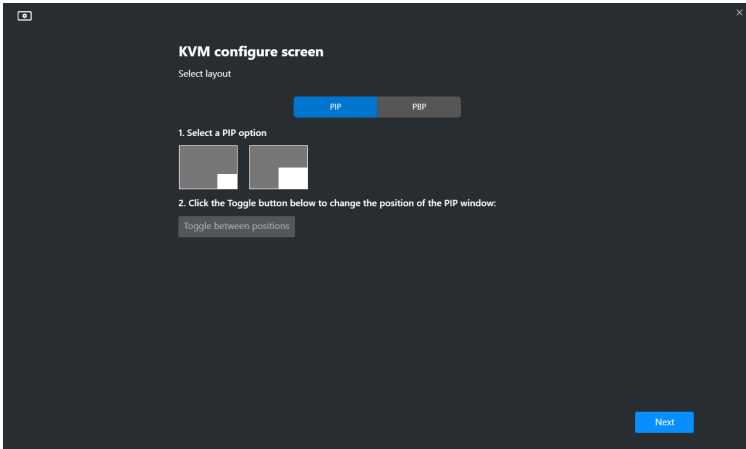 KVM configure screen
Select layout
PIP PBP
1. Select a PIP option
2. Click the Toggle button below to change the position of the PIP window:
Toggle between positions
Next